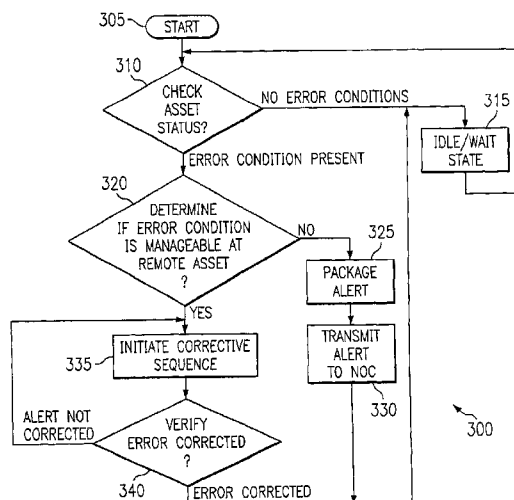 305
START
310
CHECK
ASSET
STATUS?
NO ERROR CONDITIONS
315
IDLE/WAIT
STATE
ERROR CONDITION PRESENT
320
DETERMINE
IF ERROR CONDITION
IS MANAGEABLE AT
REMOTE ASSET
?
NO
325
PACKAGE
ALERT
YES
335
INITIATE CORRECTIVE
SEQUENCE
TRANSMIT
ALERT
TO NOC
330
ALERT NOT
CORRECTED
VERIFY
ERROR CORRECTED
?
340
ERROR CORRECTED
300